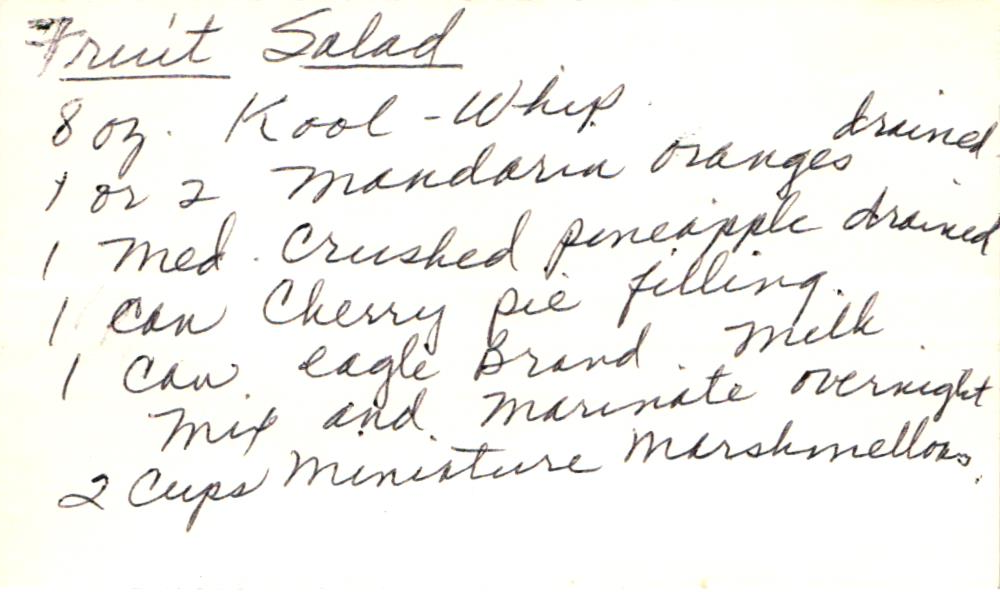 Fruit Salad
8 oz. Kool-Whip
1 or 2 Mandarin oranges drained
1 Med. Crushed pineapple drained
1 can Cherry pie filling.
1 can eagle Brand Milk
Mix and Marinate overnight
2 Cups Miniature Marshmellows.